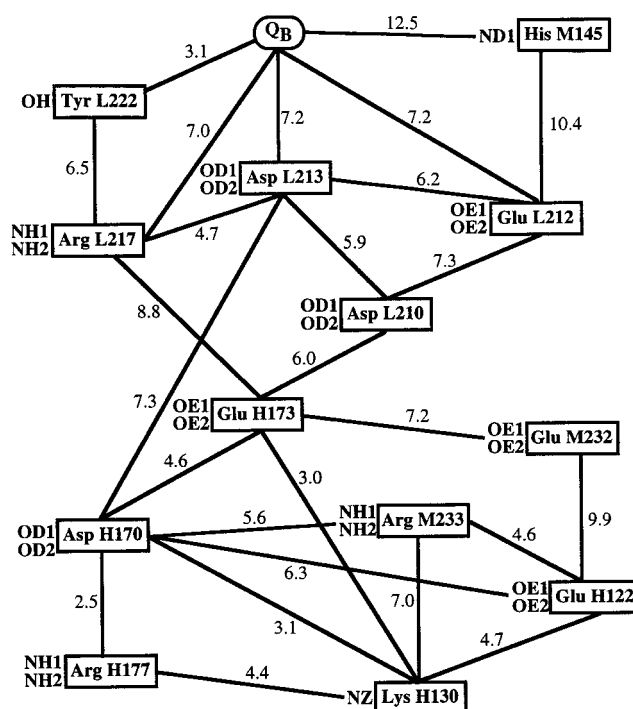 QB
12.5
ND1 His M145
3.1
OH Tyr L222
7.0
7.2
7.2
10.4
6.5
OD1
OD2
Asp L213
6.2
OE1
OE2
Glu L212
NH1
NH2
Arg L217
4.7
5.9
7.3
8.8
OD1
OD2
Asp L210
6.0
7.3
OE1
OE2
Glu H173
7.2
OE1
OE2
Glu M232
4.6
3.0
9.9
OD1
OD2
Asp H170
5.6
NH1
NH2
Arg M233
4.6
6.3
OE1
OE2
Glu H122
2.5
3.1
7.0
4.7
NH1
NH2
Arg H177
4.4
NZ Lys H130